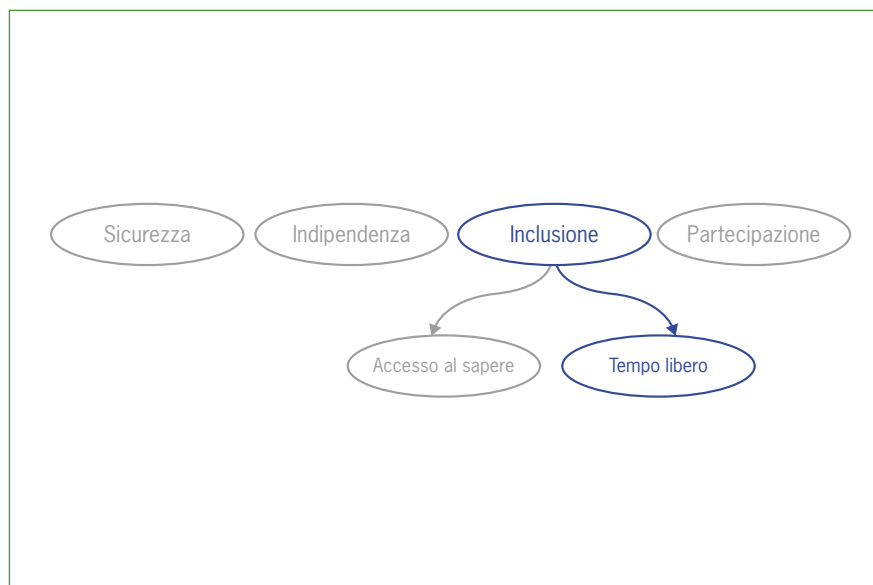 Sicurezza
Indipendenza
Inclusione
Partecipazione
Accesso al sapere
Tempo libero